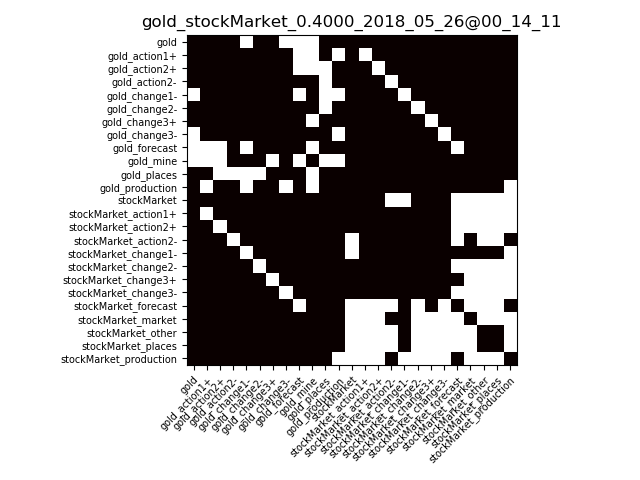 gold_stockMarket_0.4000_2018_05_26@00_14_11
gold
gold_action1+
gold_action2+
gold_action2-
gold_change1-
gold_change2-
gold_change3+
gold_change3-
gold_forecast
gold_mine
gold_places
gold_production
stockMarket
stockMarket_action1+
stockMarket_action2+
stockMarket_action2-
stockMarket_change1-
stockMarket_change2-
stockMarket_change3+
stockMarket_change3-
stockMarket_forecast
stockMarket_market
stockMarket_other
stockMarket_places
stockMarket_production
gold
gold_action1+
gold_action2+
gold_action2-
gold_change1-
gold_change2-
gold_change3+
gold_change3-
gold_forecast
gold_mine
gold_places
gold_production
stockMarket
stockMarket_action1+
stockMarket_action2+
stockMarket_action2-
stockMarket_change1-
stockMarket_change2-
stockMarket_change3+
stockMarket_change3-
stockMarket_forecast
stockMarket_market
stockMarket_other
stockMarket_places
stockMarket_production